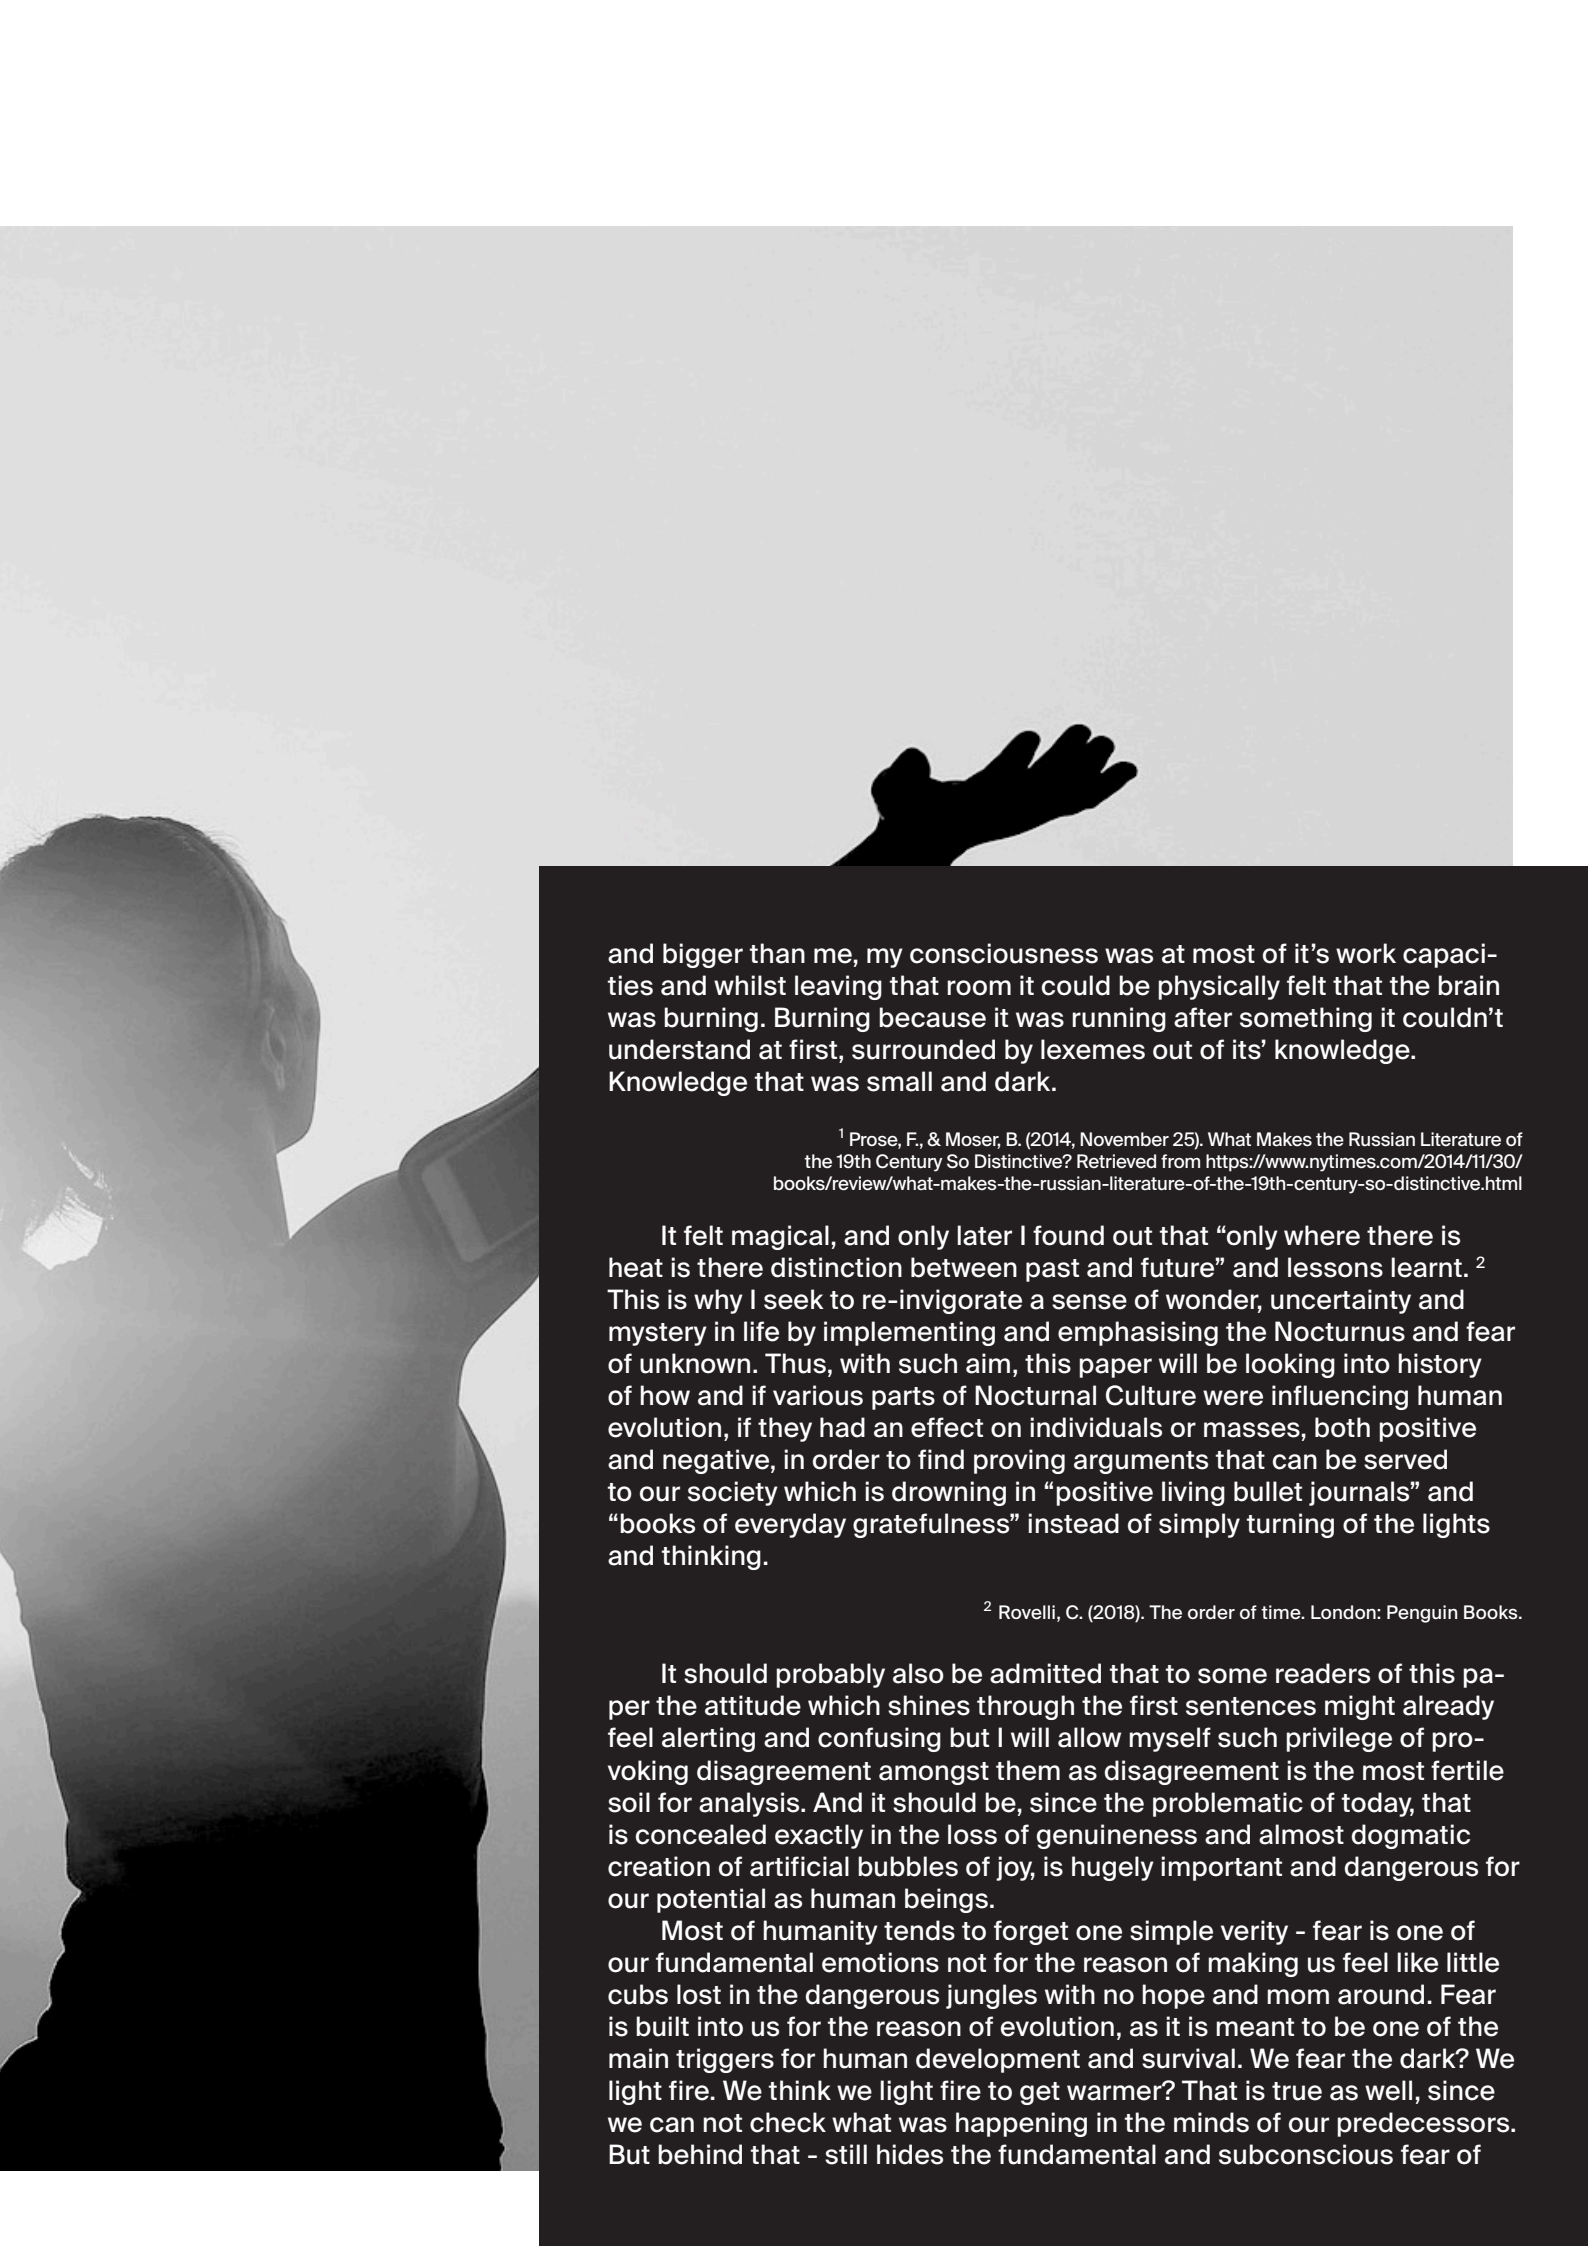 and bigger than me, my consciousness was at most of it’s work capaci-
ties and whilst leaving that room it could be physically felt that the brain
was burning. Burning because it was running after something it couldn’t
understand at first, surrounded by lexemes out of its’ knowledge.
Knowledge that was small and dark.
¹ Prose, F., & Moser, B. (2014, November 25). What Makes the Russian Literature of
the 19th Century So Distinctive? Retrieved from https://www.nytimes.com/2014/11/30/
books/review/what-makes-the-russian-literature-of-the-19th-century-so-distinctive.html
It felt magical, and only later I found out that “only where there is
heat is there distinction between past and future” and lessons learnt. ²
This is why I seek to re-invigorate a sense of wonder, uncertainty and
mystery in life by implementing and emphasising the Nocturnus and fear
of unknown. Thus, with such aim, this paper will be looking into history
of how and if various parts of Nocturnal Culture were influencing human
evolution, if they had an effect on individuals or masses, both positive
and negative, in order to find proving arguments that can be served
to our society which is drowning in “positive living bullet journals” and
“books of everyday gratefulness” instead of simply turning of the lights
and thinking.
² Rovelli, C. (2018). The order of time. London: Penguin Books.
It should probably also be admitted that to some readers of this pa-
per the attitude which shines through the first sentences might already
feel alerting and confusing but I will allow myself such privilege of pro-
voking disagreement amongst them as disagreement is the most fertile
soil for analysis. And it should be, since the problematic of today, that
is concealed exactly in the loss of genuineness and almost dogmatic
creation of artificial bubbles of joy, is hugely important and dangerous for
our potential as human beings.
Most of humanity tends to forget one simple verity - fear is one of
our fundamental emotions not for the reason of making us feel like little
cubs lost in the dangerous jungles with no hope and mom around. Fear
is built into us for the reason of evolution, as it is meant to be one of the
main triggers for human development and survival. We fear the dark? We
light fire. We think we light fire to get warmer? That is true as well, since
we can not check what was happening in the minds of our predecessors.
But behind that - still hides the fundamental and subconscious fear of